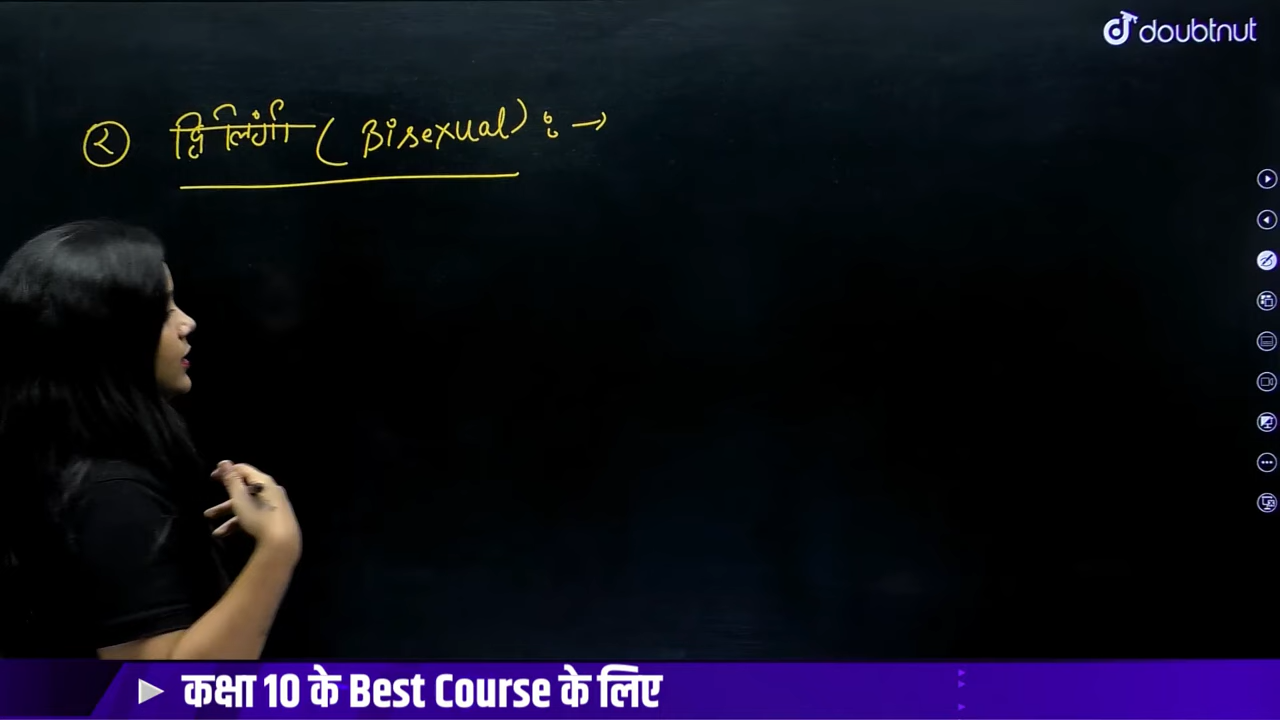 doubtnut
२ द्विलिंगी (Bisexual) : →
कक्षा 10 के Best Course के लिए